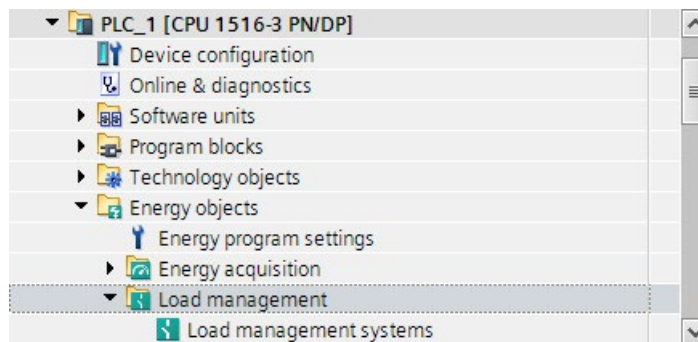 PLC_1 [CPU 1516-3 PN/DP]
Device configuration
Online & diagnostics
Software units
Program blocks
Technology objects
Energy objects
Energy program settings
Energy acquisition
Load management
Load management systems